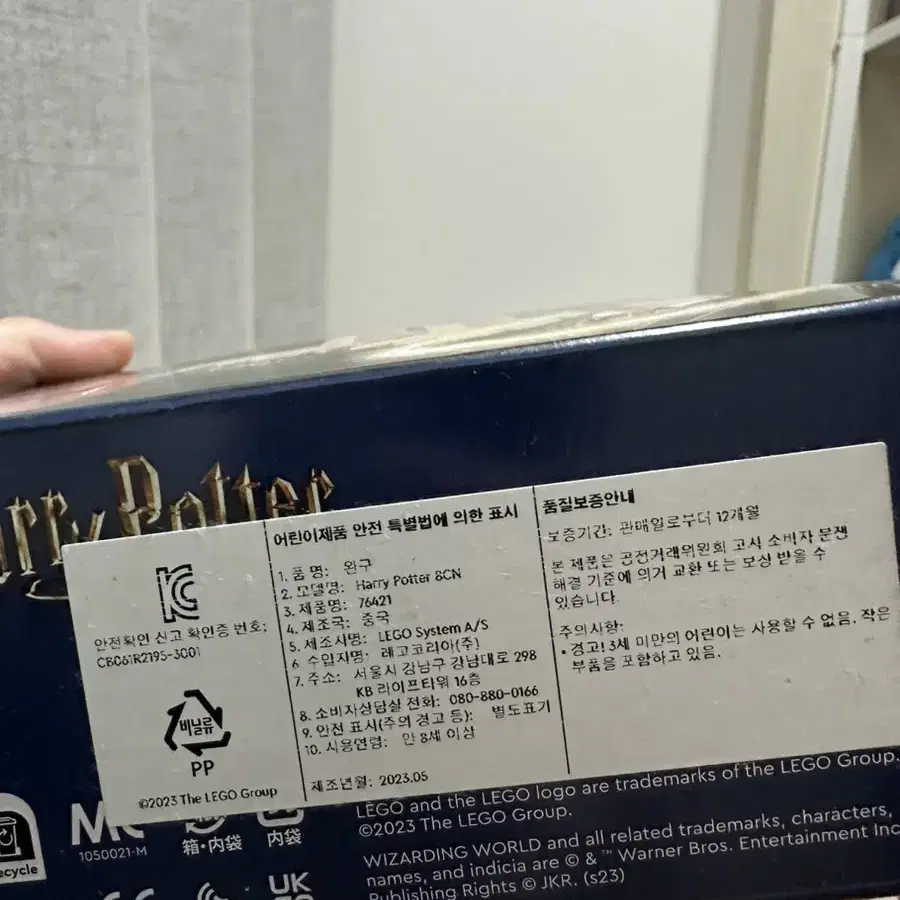 Harry Potter
KC
안전확인 신고 확인증 번호:
CB061R2195-3001
비닐류
PP
©2023 The LEGO Group
어린이제품 안전 특별법에 의한 표시
1. 품 명: 완구
2. 모델명: Harry Potter 8CN
3. 제품명: 76421
4. 제조국: 중국
5. 제조사명: LEGO System A/S
6 수입자명: 레고코리아(주)
7. 주소: 서울시 강남구 강남대로 298
KB 라이프타워 16층
8. 소비자상담실 전화: 080-880-0166
9. 안전 표시(주의 경고 등): 별도표기
10. 사용연령: 만 8세 이상
제조년월: 2023.05
품질보증안내
보증기간: 판매일로부터 12개월
본 제품은 공정거래위원회 고시 소비자 분쟁
해결 기준에 의거 교환 또는 보상 받을 수
있습니다.
주의사항:
• 경고! 3세 미만의 어린이는 사용할 수 없음. 작은
부품을 포함하고 있음.
ecycle
1050021-M
箱・内袋
内袋
UK
LEGO and the LEGO logo are trademarks of the LEGO Group.
©2023 The LEGO Group.
WIZARDING WORLD and all related trademarks, characters,
names, and indicia are © & ™ Warner Bros. Entertainment Inc
Publishing Rights © JKR. (s23)